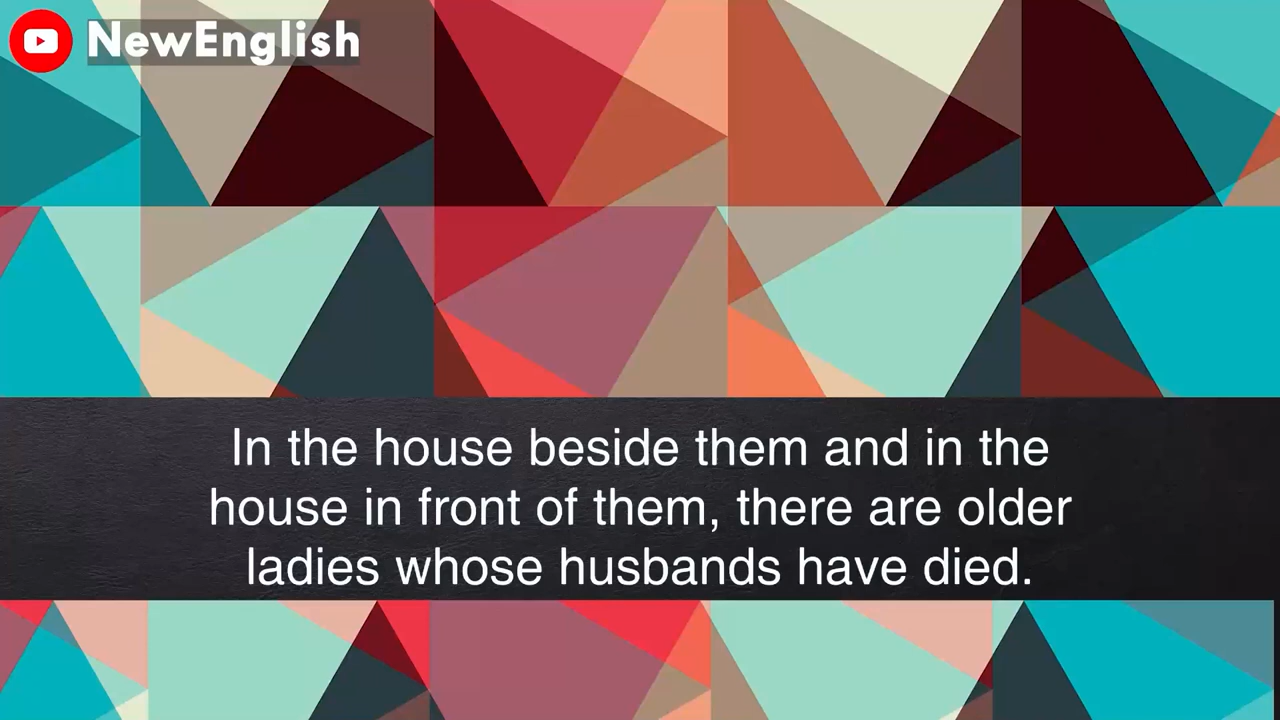 NewEnglish
In the house beside them and in the
house in front of them, there are older
ladies whose husbands have died.